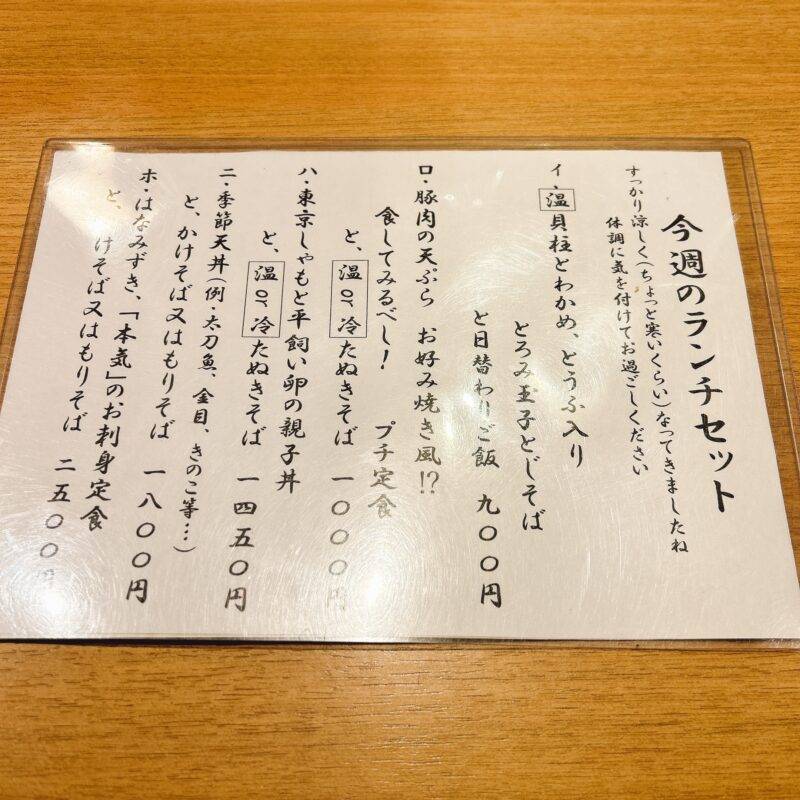 今週のランチセット
すっかり涼しく(ちょっと寒いくらい)なってきましたね
体調に気を付けてお過ごしください
イ・温貝柱とわかめ、とうふ入り
とろみ玉子とじそば
と日替わりご飯 九〇〇円
ロ・豚肉の天ぷら お好み焼き風!?
食してみるべし! プチ定食
と、温or冷たぬきそば 一〇〇〇円
ハ・東京しゃもと平飼い卵の親子丼
と、温or冷たぬきそば 一四五〇円
ニ・季節天丼(例・太刀魚、金目、きのこ等…)
と、かけそば又はもりそば 一八〇〇円
ホ・はなみずき、「本気」のお刺身定食
と、けそば又はもりそば 二五〇〇円